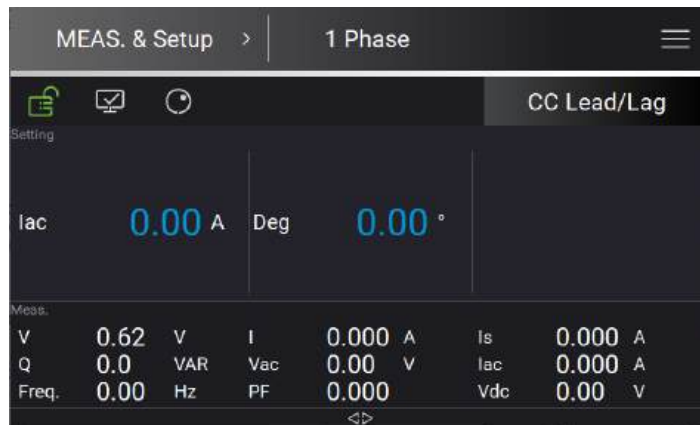 MEAS. & Setup > 1 Phase
CC Lead/Lag
Setting
Iac 0.00 A Deg 0.00 °
Meas.
V 0.62 V I 0.000 A Is 0.000 A
Q 0.0 VAR Vac 0.00 V Iac 0.000 A
Freq. 0.00 Hz PF 0.000 Vdc 0.00 V